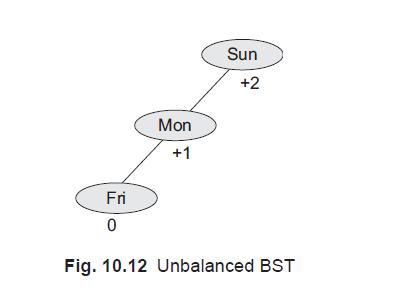 Sun
+2
Mon
+1
Fri
0
Fig. 10.12 Unbalanced BST